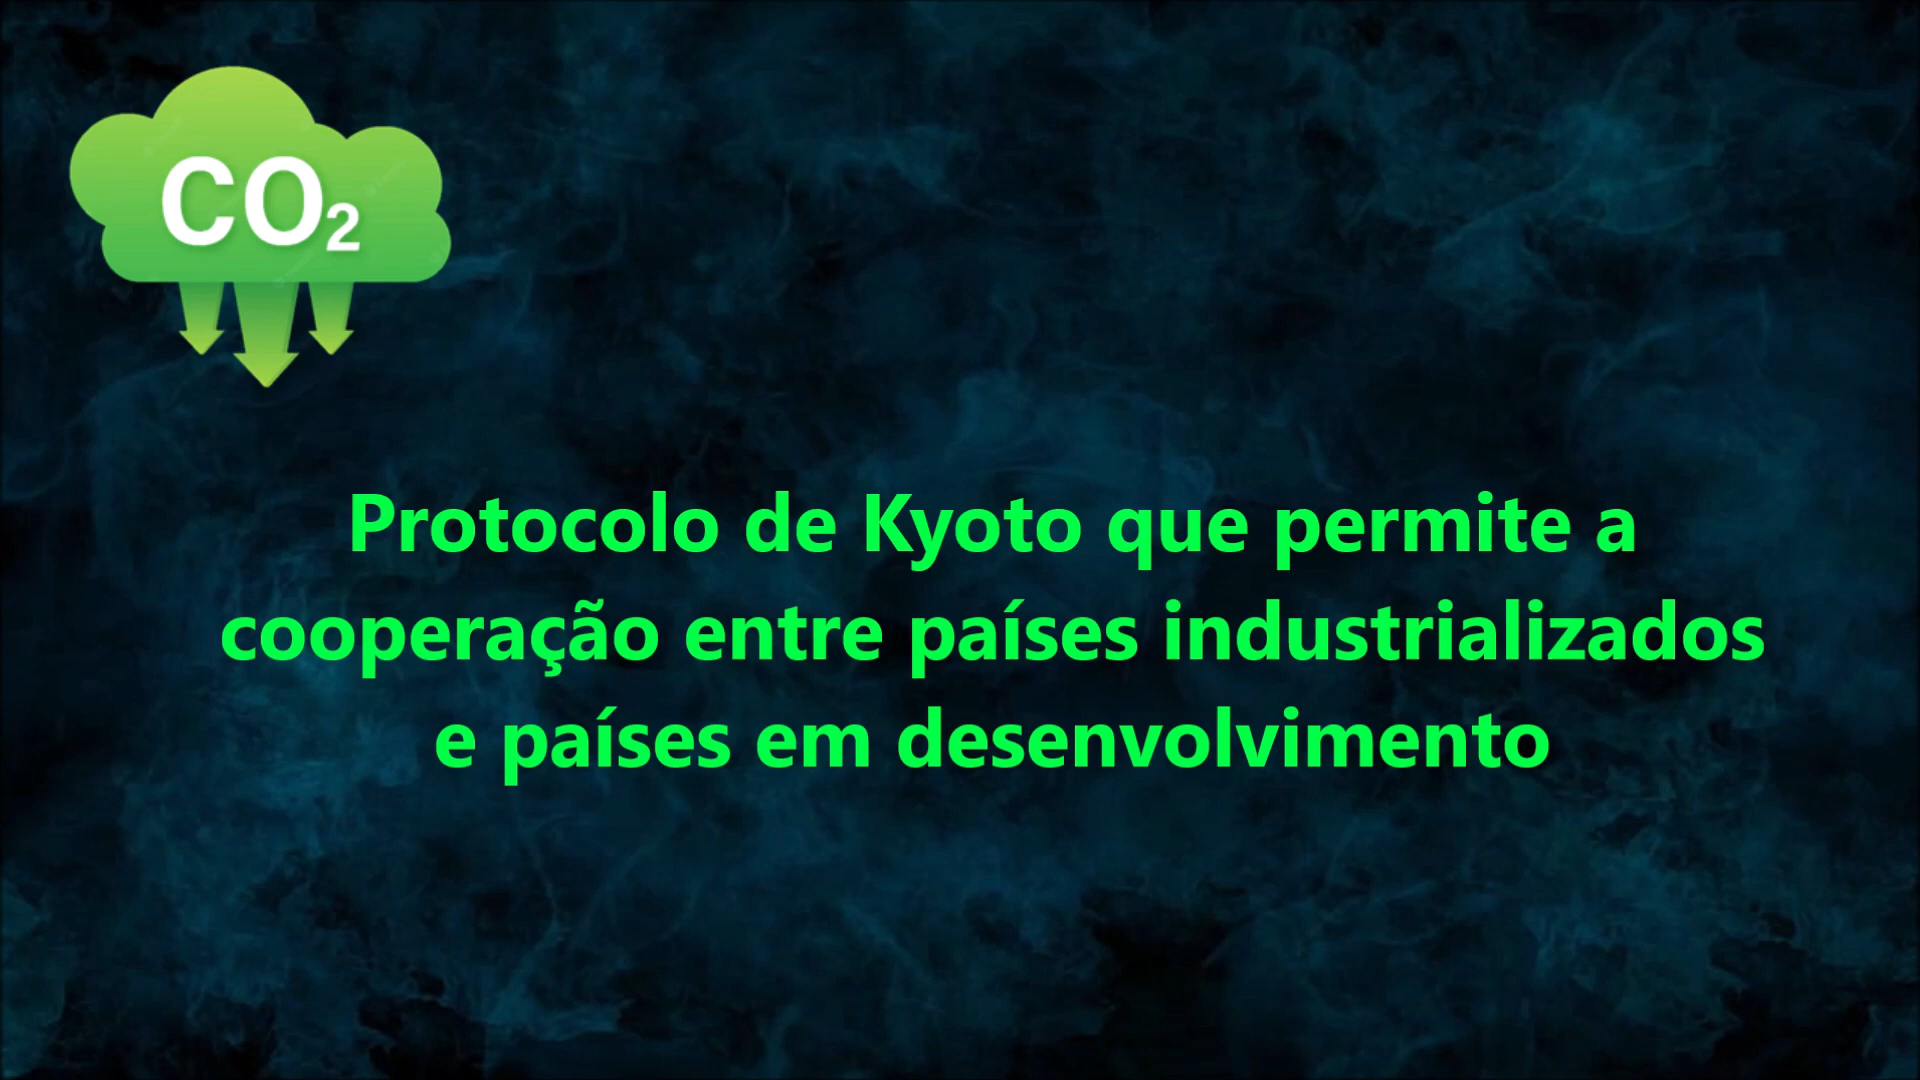 CO₂
Protocolo de Kyoto que permite a
cooperação entre países industrializados
e países em desenvolvimento